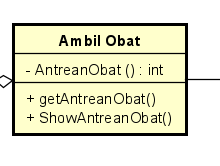 Ambil Obat
- AntreanObat () : int
+ getAntreanObat()
+ ShowAntreanObat()